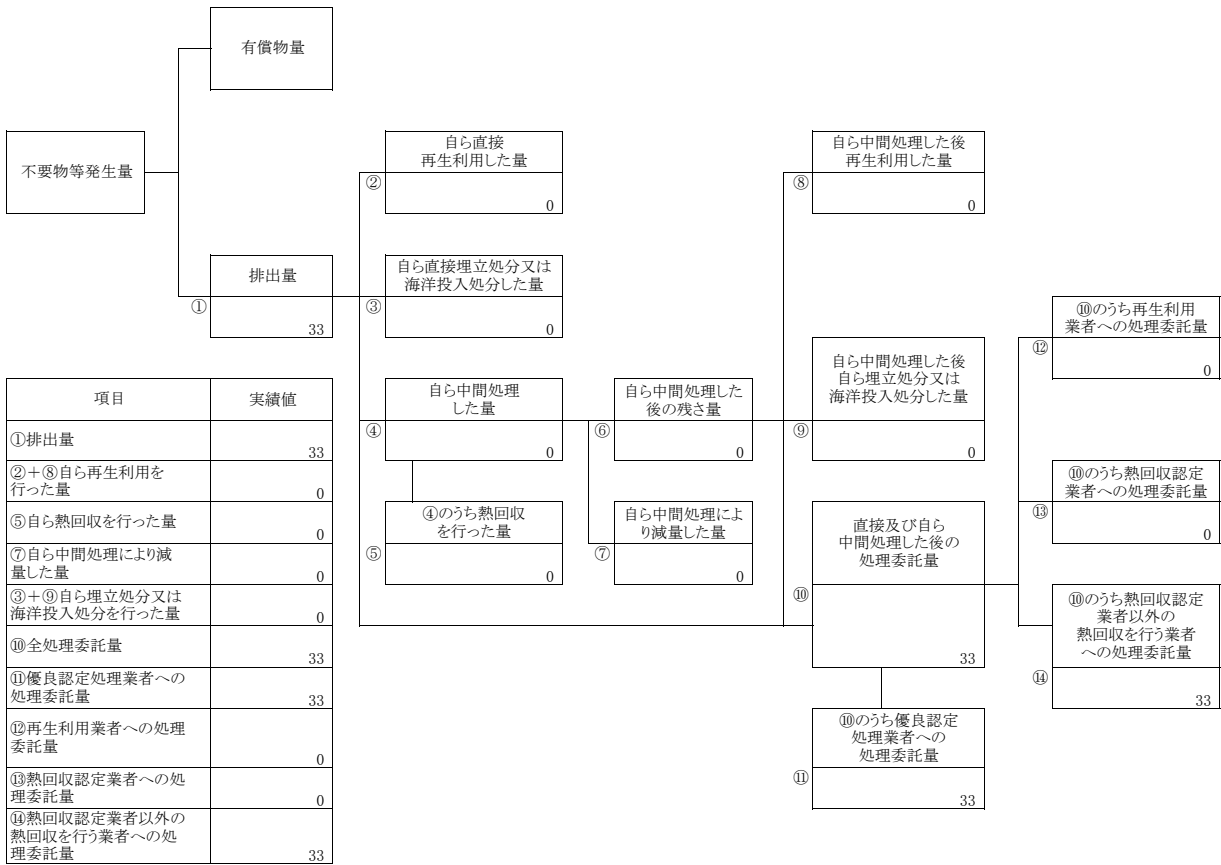 有償物量
不要物等発生量
自ら直接
再生利用した量
②
0
自ら中間処理した後
再生利用した量
⑧
0
排出量
①
33
自ら直接埋立処分又は
海洋投入処分した量
③
0
⑩のうち再生利用
業者への処理委託量
⑫
0
自ら中間処理
した量
④
0
自ら中間処理した
後の残さ量
⑥
0
自ら中間処理した後
自ら埋立処分又は
海洋投入処分した量
⑨
0
④のうち熱回収
を行った量
⑤
0
自ら中間処理によ
り減量した量
⑦
0
直接及び自ら
中間処理した後の
処理委託量
⑩
33
⑩のうち熱回収認定
業者への処理委託量
⑬
0
⑩のうち熱回収認定
業者以外の
熱回収を行う業者
への処理委託量
⑭
33
⑩のうち優良認定
処理業者への
処理委託量
⑪
33
項目 実績値
①排出量 33
②+⑧自ら再生利用を
行った量 0
⑤自ら熱回収を行った量 0
⑦自ら中間処理により減
量した量 0
③+⑨自ら埋立処分又は
海洋投入処分を行った量 0
⑩全処理委託量 33
⑪優良認定処理業者への
処理委託量 33
⑫再生利用業者への処理
委託量 0
⑬熱回収認定業者への処
理委託量 0
⑭熱回収認定業者以外の
熱回収を行う業者への処
理委託量 33